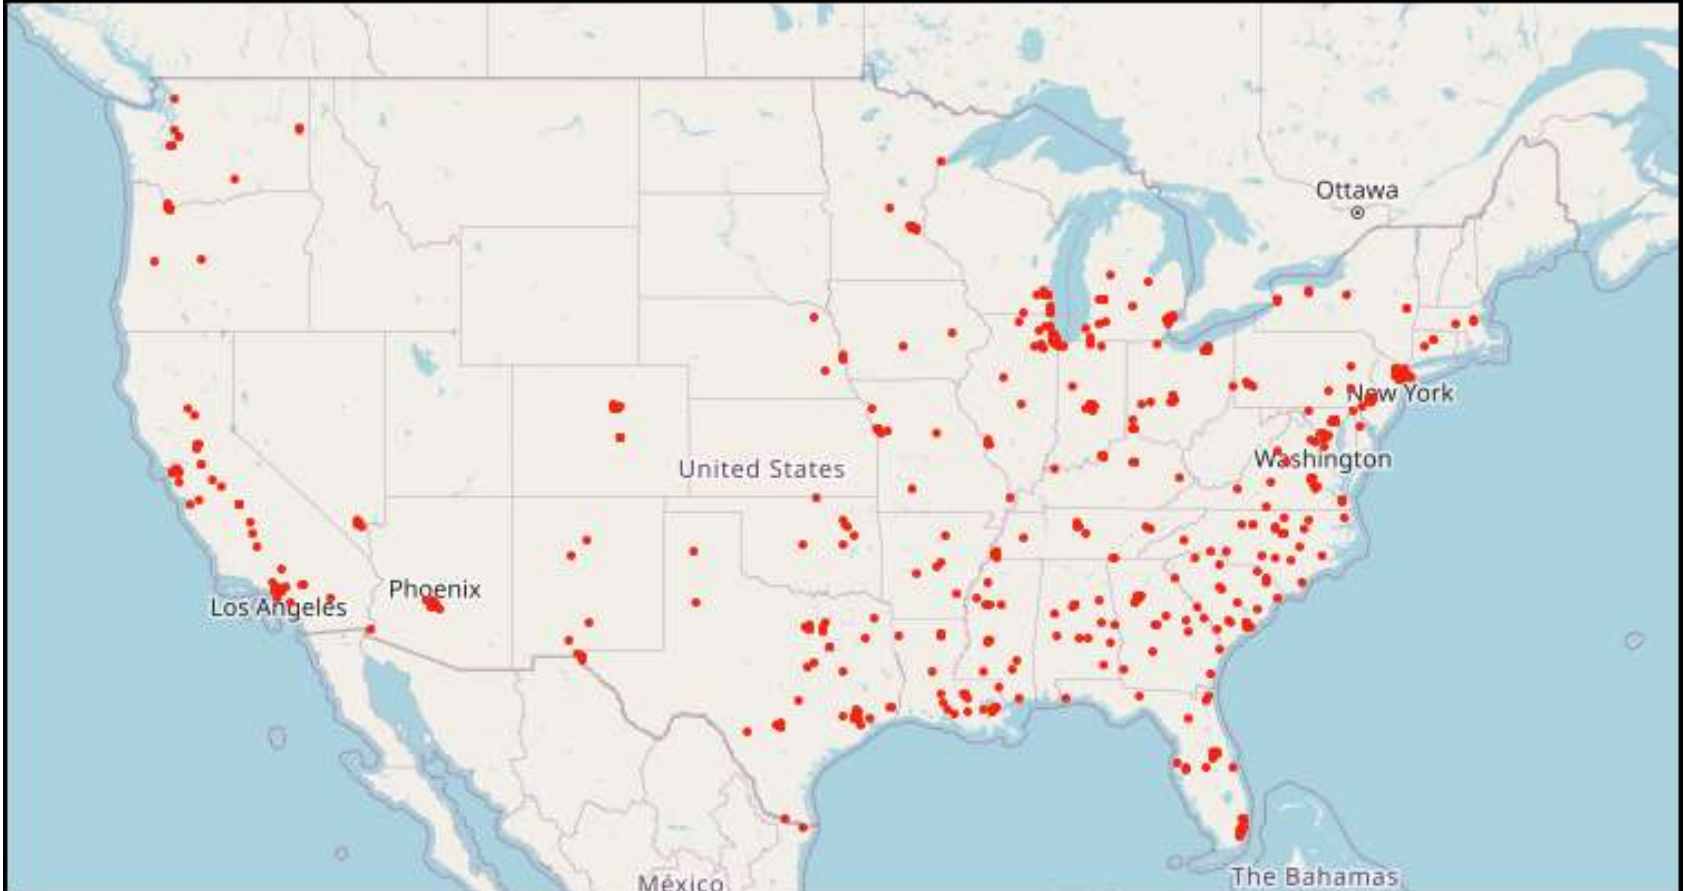 Ottawa
New York
Washington
United States
Phoenix
Los Angeles
México
The Bahamas